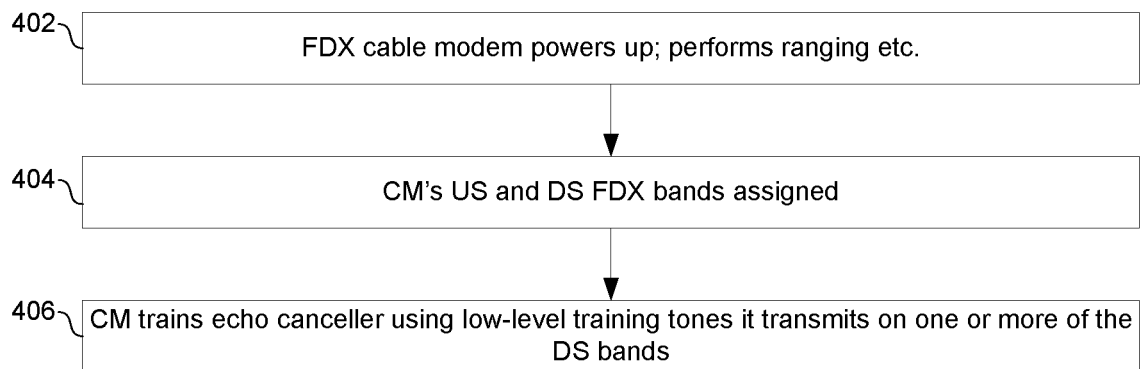 402
FDX cable modem powers up; performs ranging etc.
404
CM's US and DS FDX bands assigned
406
CM trains echo canceller using low-level training tones it transmits on one or more of the
DS bands